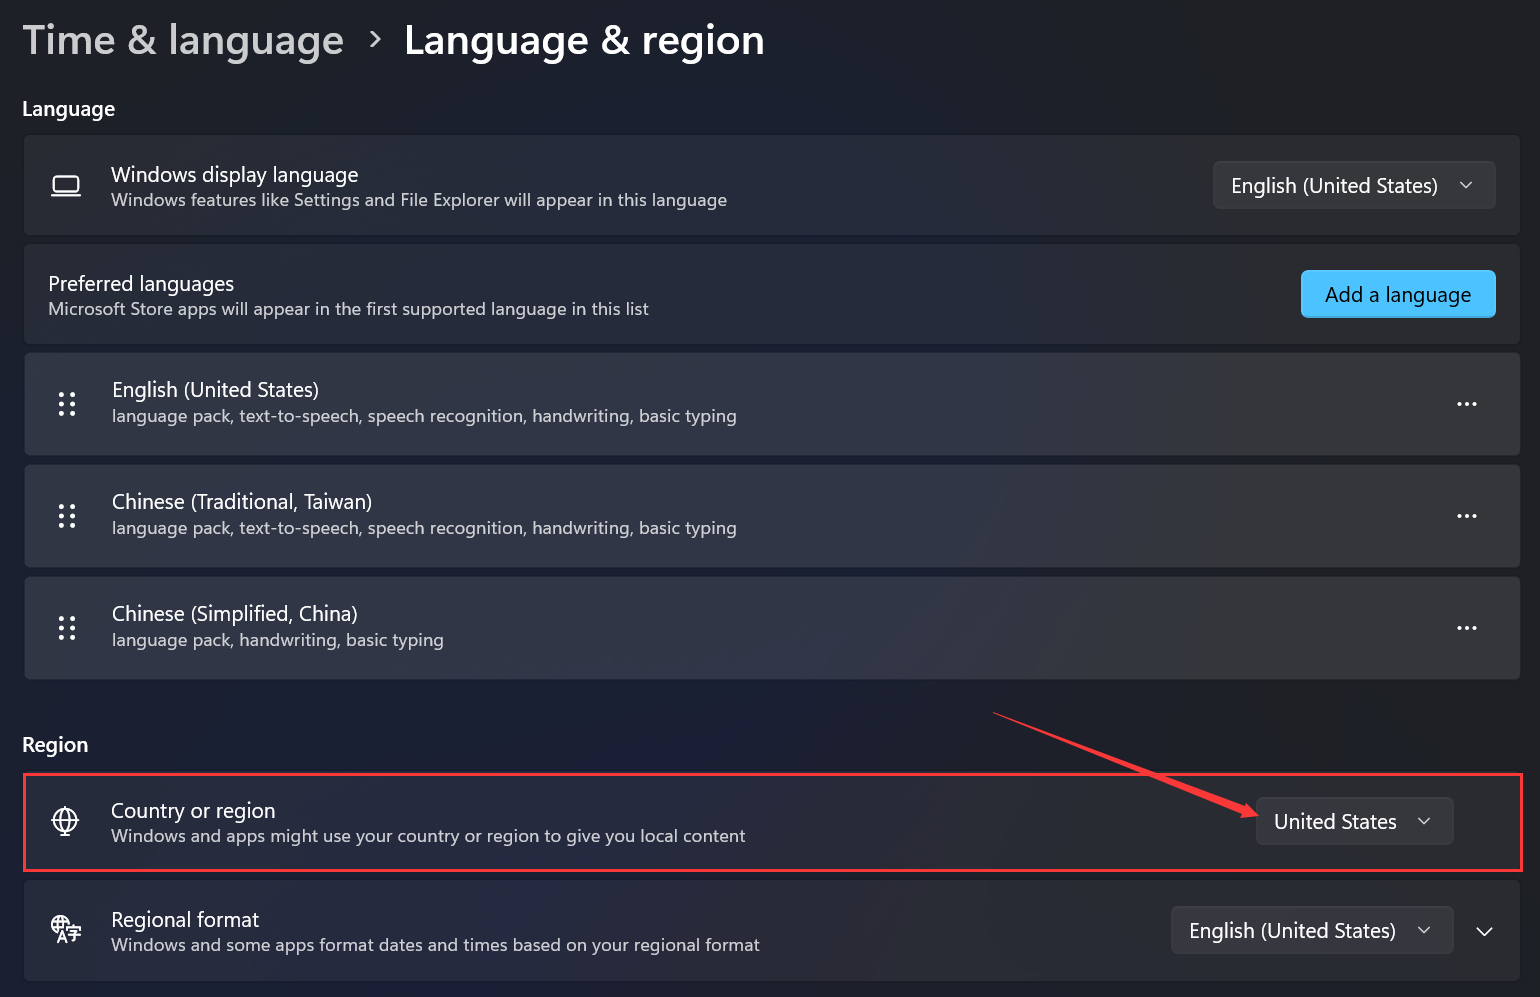 Time & language > Language & region
Language
Windows display language
Windows features like Settings and File Explorer will appear in this language
English (United States)
Preferred languages
Microsoft Store apps will appear in the first supported language in this list
Add a language
English (United States)
language pack, text-to-speech, speech recognition, handwriting, basic typing
Chinese (Traditional, Taiwan)
language pack, text-to-speech, speech recognition, handwriting, basic typing
Chinese (Simplified, China)
language pack, handwriting, basic typing
Region
Country or region
Windows and apps might use your country or region to give you local content
United States
Regional format
Windows and some apps format dates and times based on your regional format
English (United States)